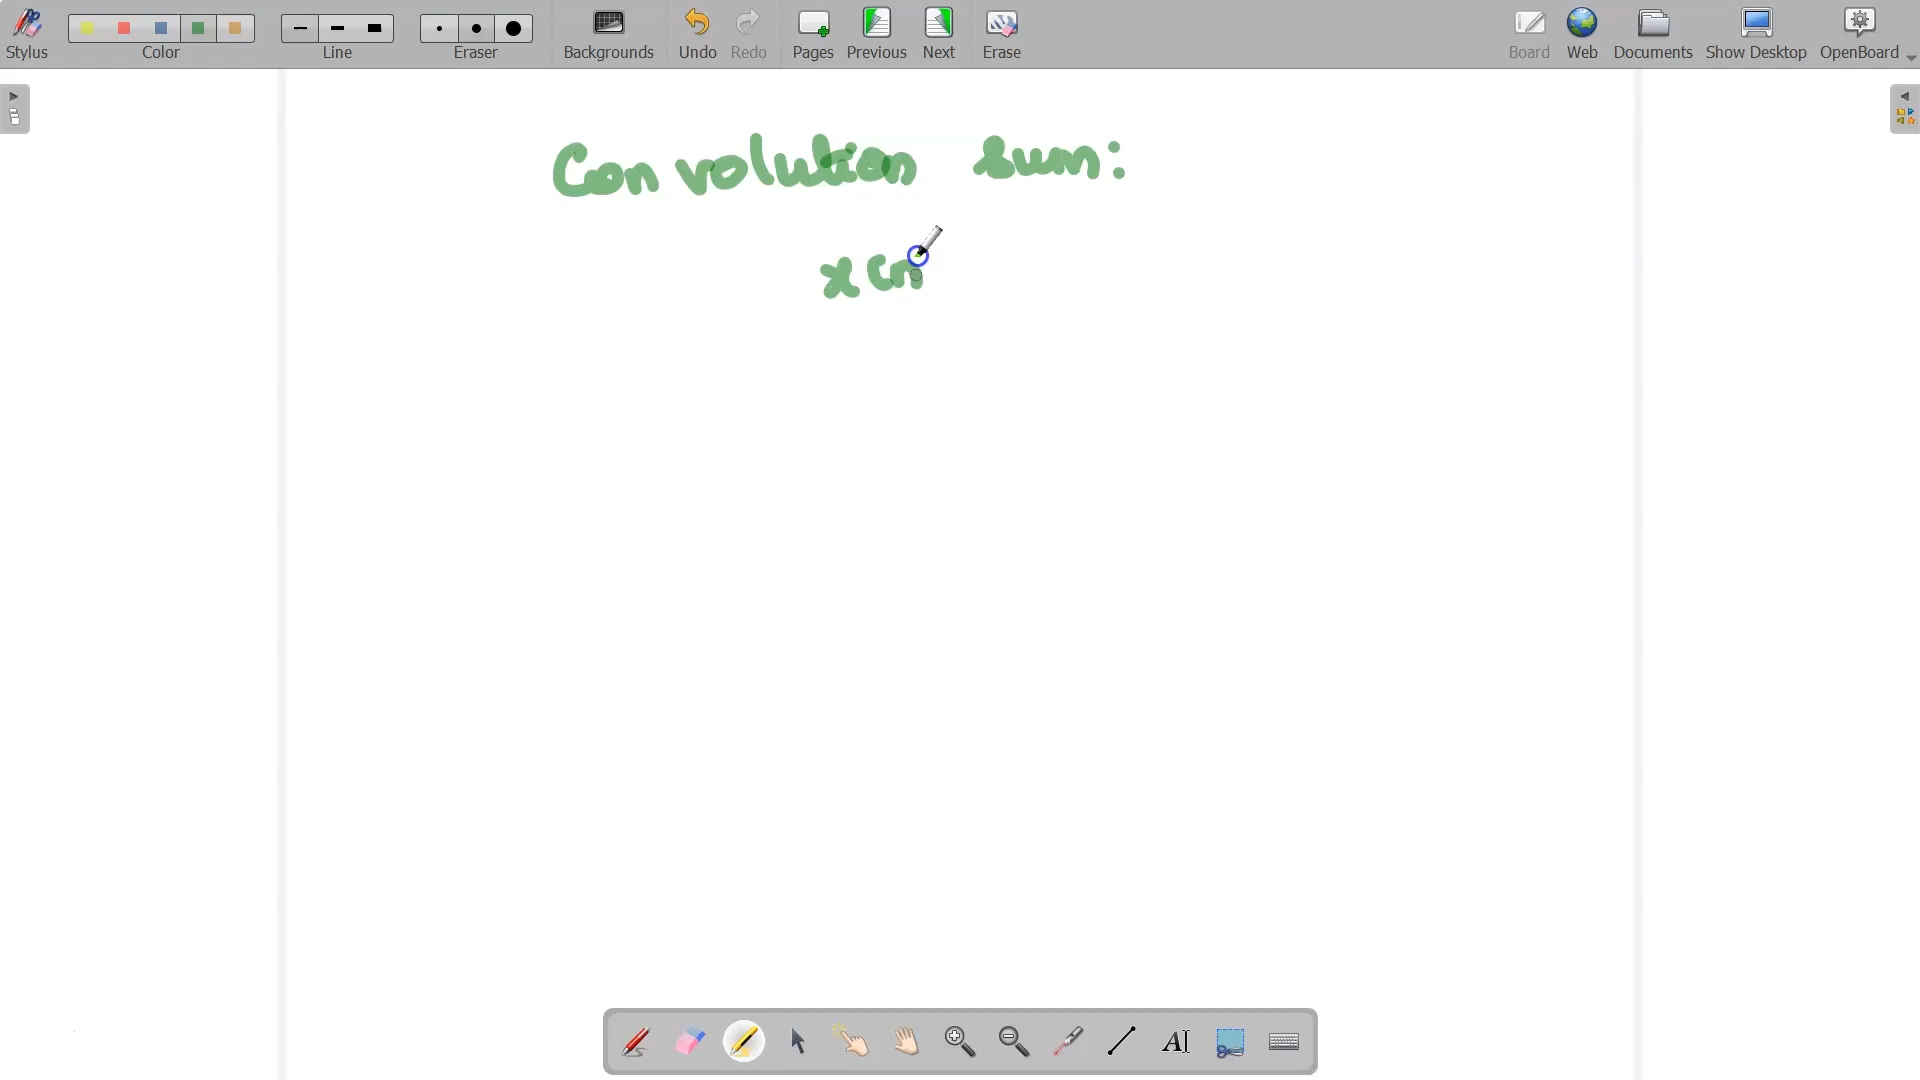 Stylus Color Line Eraser Backgrounds Undo Redo Pages Previous Next Erase Board Web Documents Show Desktop OpenBoard
Convolution sum:
x[n